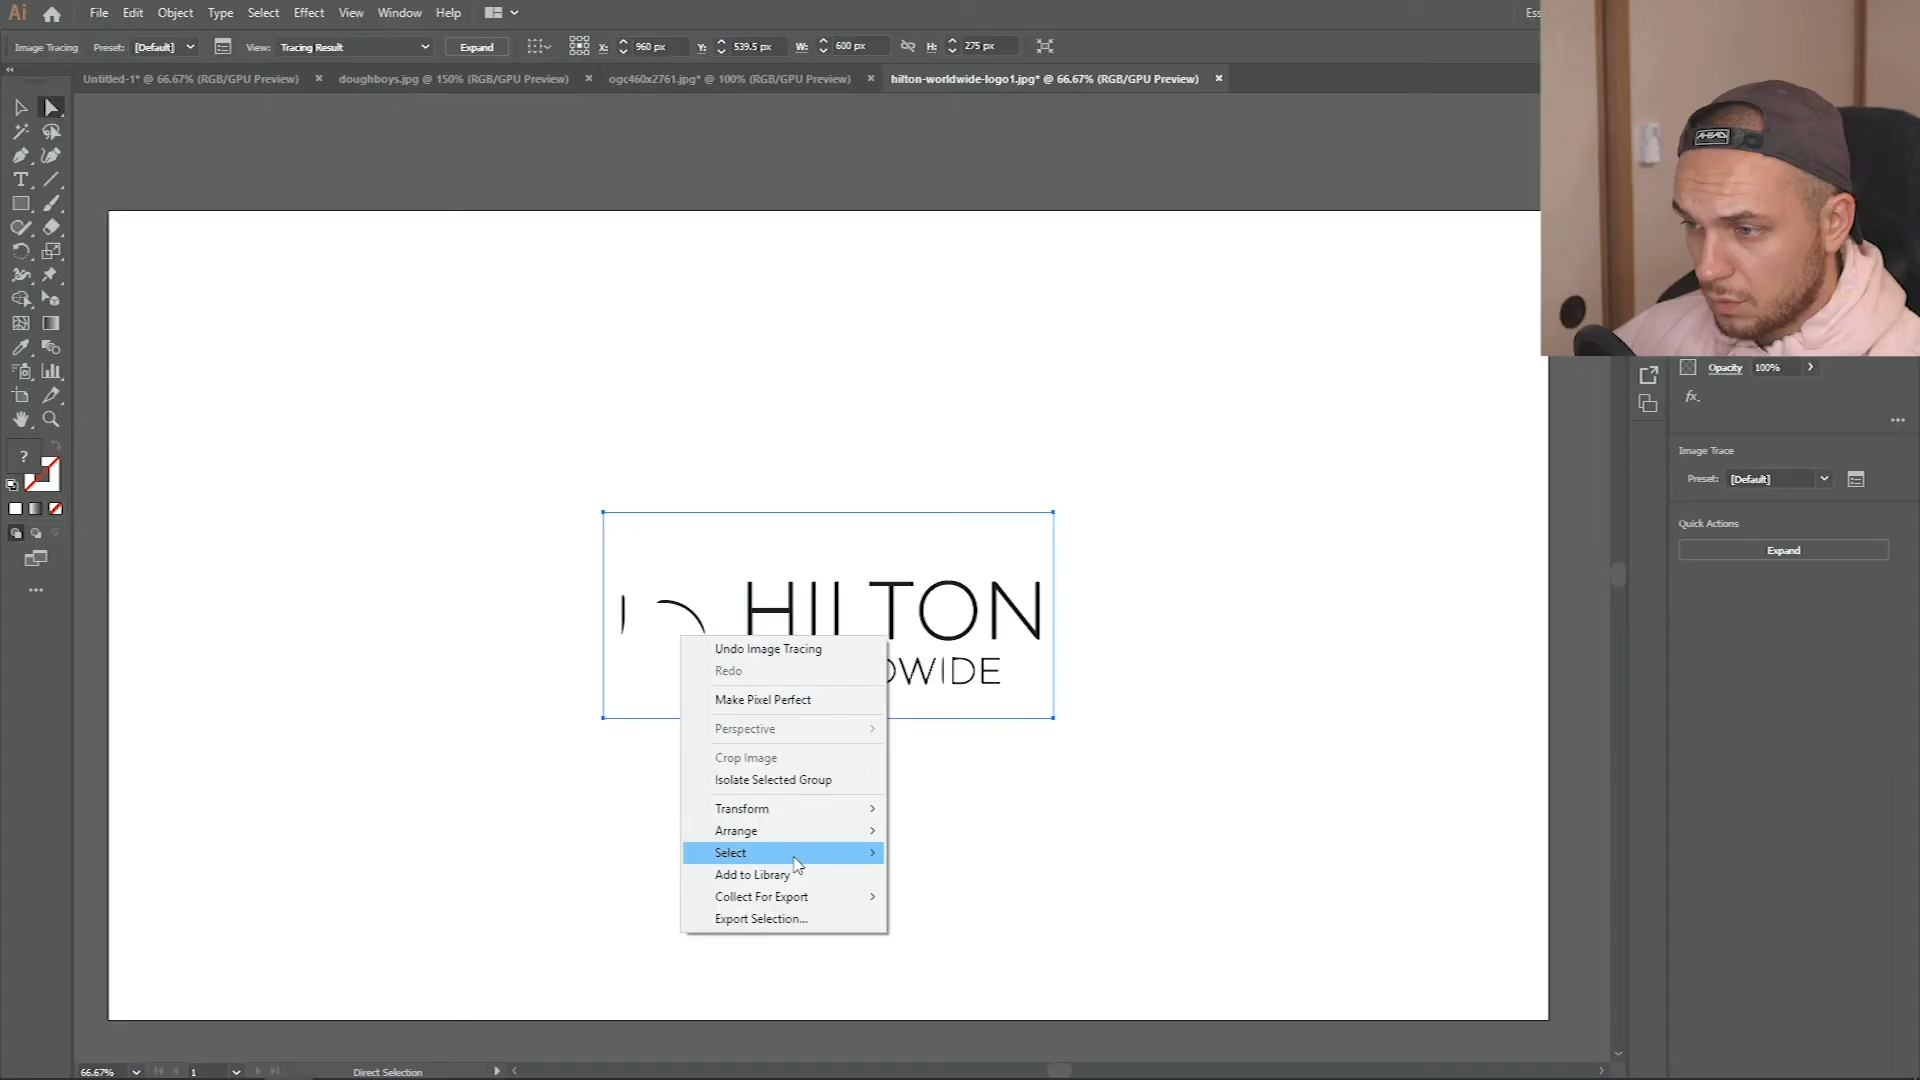 Ai File Edit Object Type Select Effect View Window Help Ess
Image Tracing Preset: [Default] View: Tracing Result Expand X: 960 px Y: 539.5 px W: 600 px H: 275 px
Untitled-1* @ 66.67% (RGB/GPU Preview) × doughboys.jpg @ 150% (RGB/GPU Preview) × ogc460x2761.jpg* @ 100% (RGB/GPU Preview) × hilton-worldwide-logo1.jpg* @ 66.67% (RGB/GPU Preview) ×
AHEAD
Opacity 100%
fx.
Image Trace
Preset: [Default]
Quick Actions
Expand
?
HILTON
DWIDE
Undo Image Tracing
Redo
Make Pixel Perfect
Perspective
Crop Image
Isolate Selected Group
Transform
Arrange
Select
Add to Library
Collect For Export
Export Selection...
66.67% 1 Direct Selection